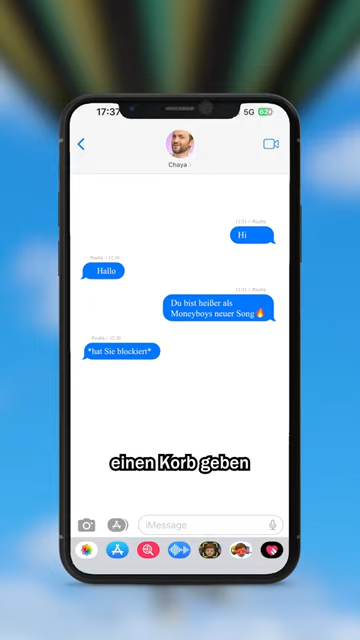 17:37
5G 62
Chaya
Hi
Hallo
Du bist heißer als
Moneyboys neuer Song🔥
*hat Sie blockiert*
einen Korb geben
iMessage